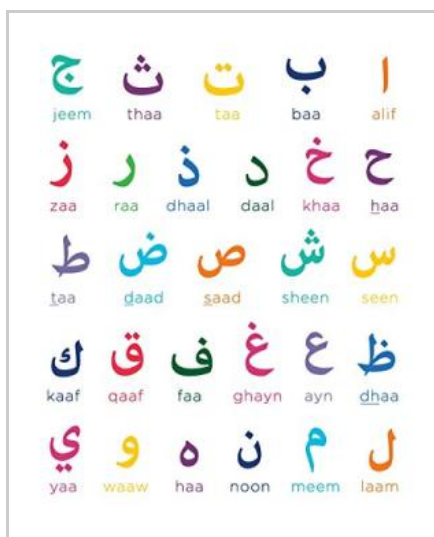 ا ب ت ث ج
alif baa taa thaa jeem
ح خ د ذ ر ز
haa khaa daal dhaal raa zaa
س ش ص ض ط
seen sheen saad daad taa
ظ ع غ ف ق ك
dhaa ayn ghayn faa qaaf kaaf
ل م ن ه و ي
laam meem noon haa waaw yaa